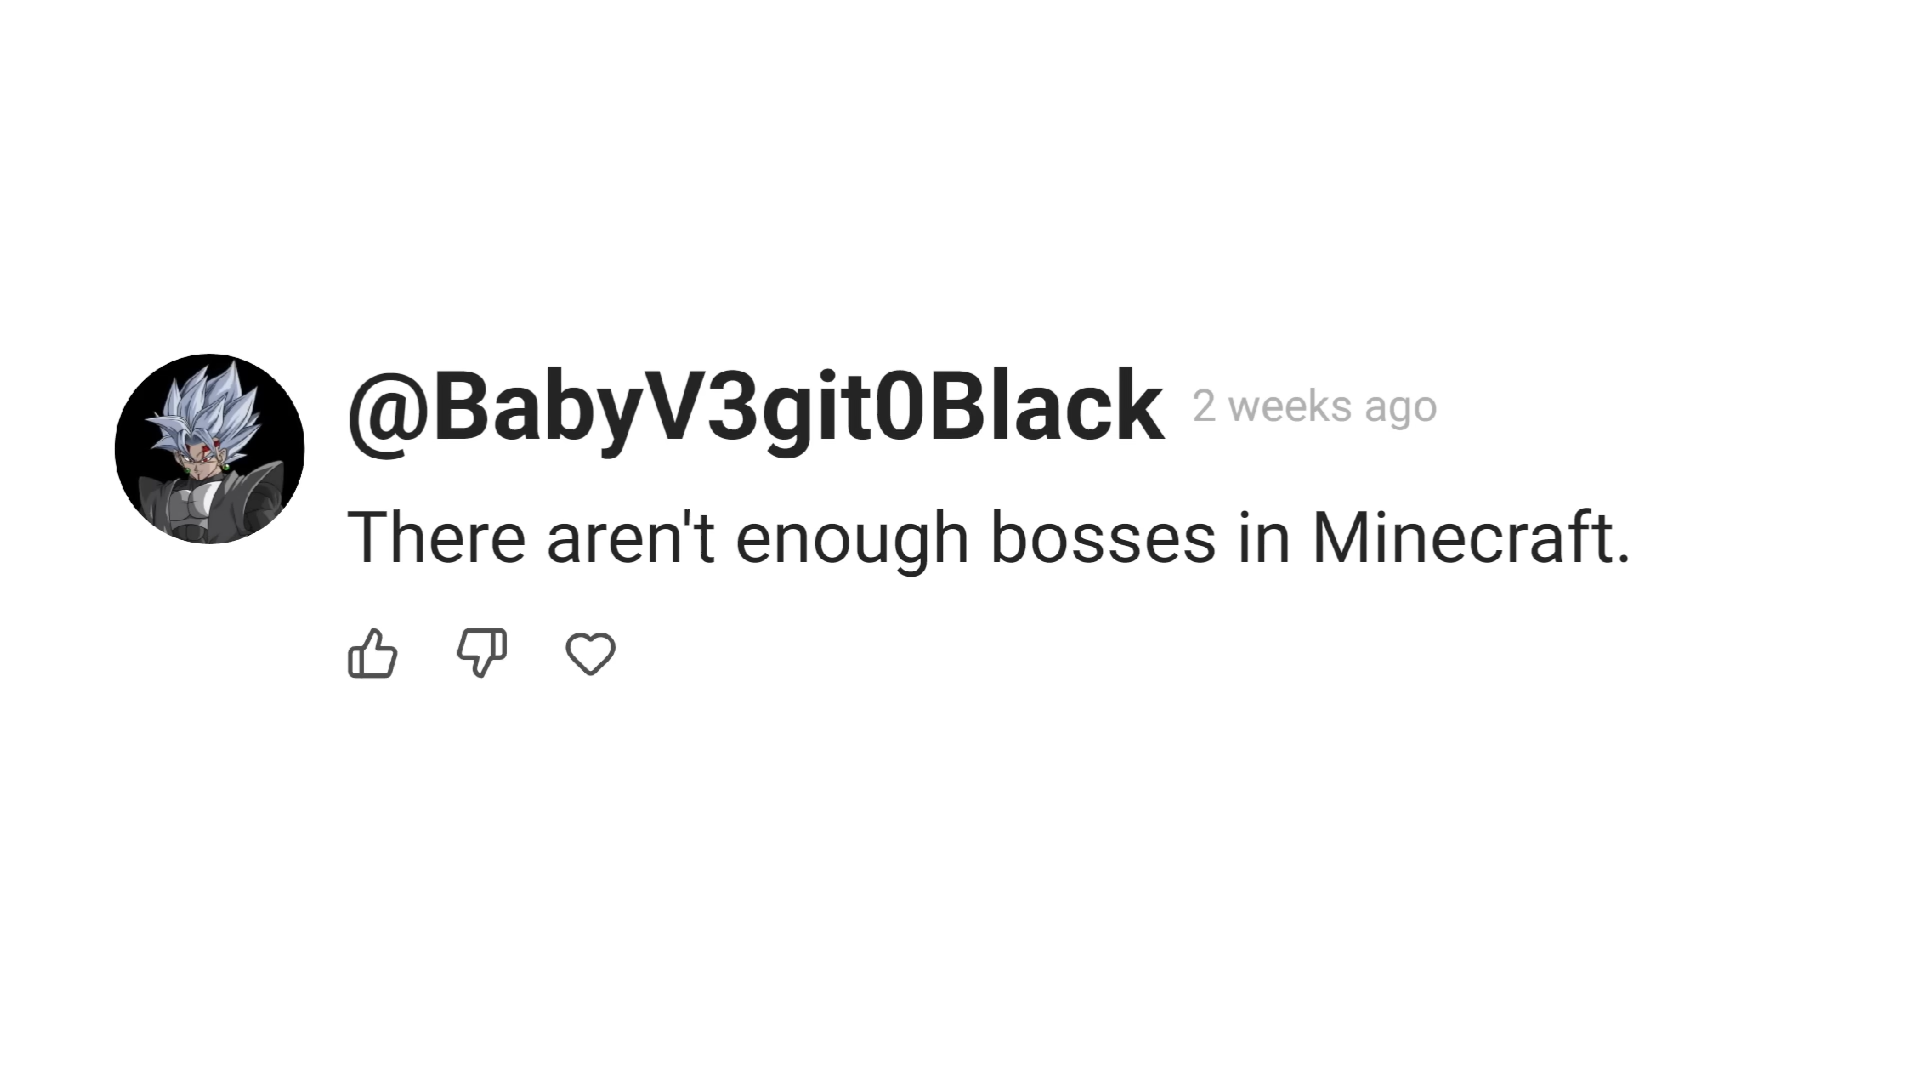 @BabyV3git0Black 2 weeks ago
There aren't enough bosses in Minecraft.